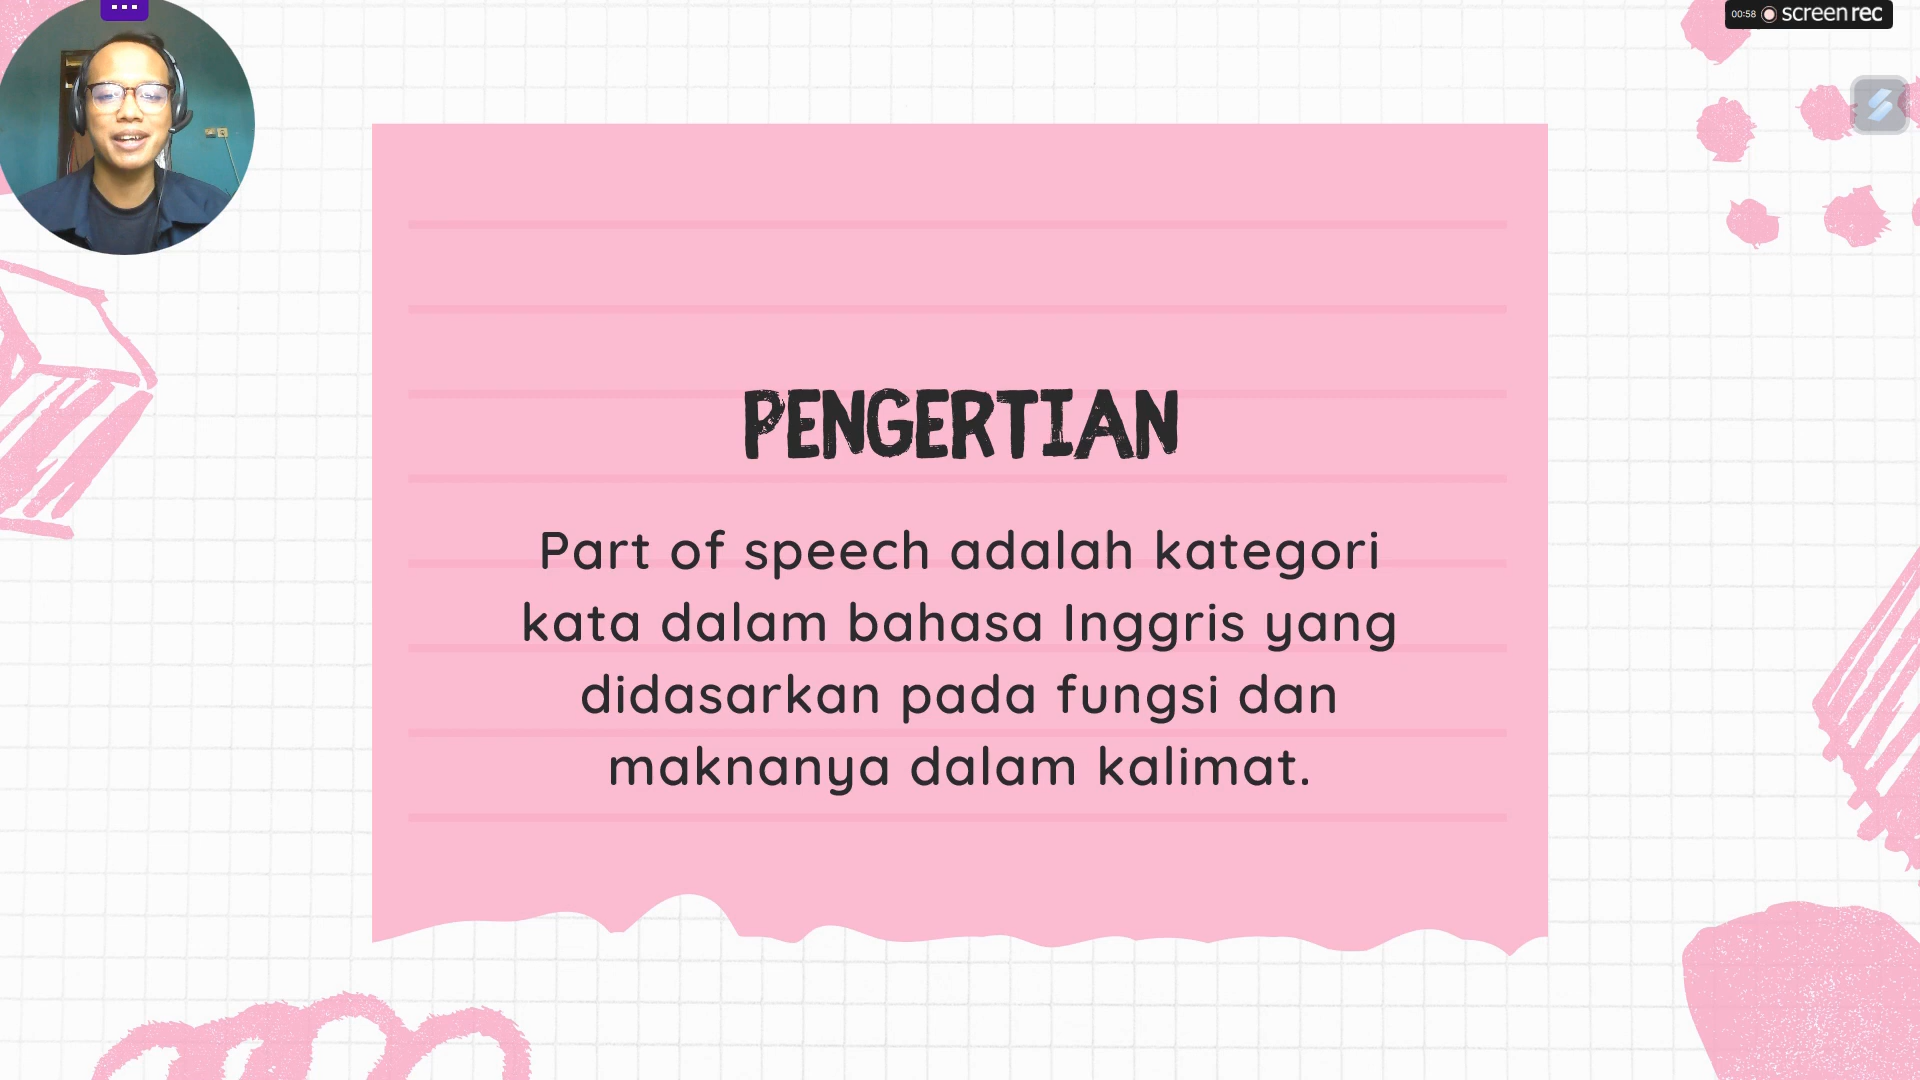 00:58 screenrec
PENGERTIAN
Part of speech adalah kategori
kata dalam bahasa Inggris yang
didasarkan pada fungsi dan
maknanya dalam kalimat.